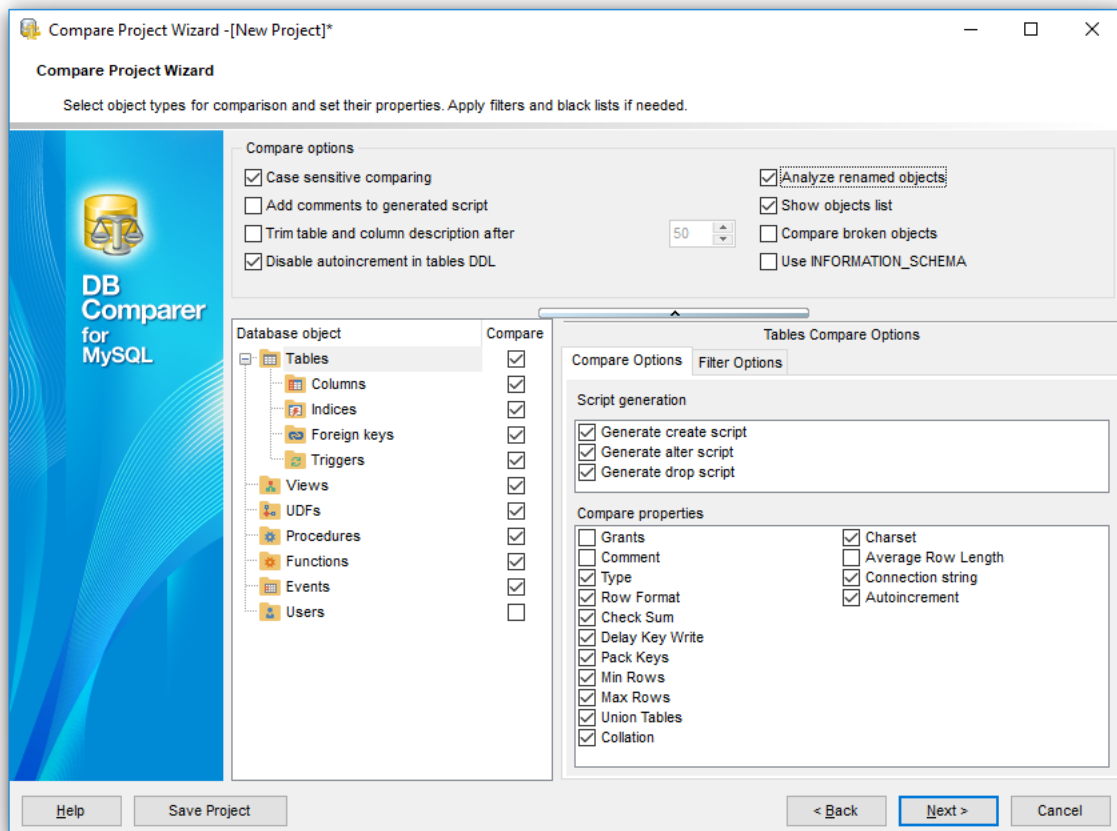 Compare Project Wizard -[New Project]*
Compare Project Wizard
Select object types for comparison and set their properties. Apply filters and black lists if needed.
DB
Comparer
for
MySQL
Compare options
Case sensitive comparing
Add comments to generated script
Trim table and column description after
50
Disable autoincrement in tables DDL
Analyze renamed objects
Show objects list
Compare broken objects
Use INFORMATION_SCHEMA
Database object Compare
Tables
Columns
Indices
Foreign keys
Triggers
Views
UDFs
Procedures
Functions
Events
Users
Tables Compare Options
Compare Options Filter Options
Script generation
Generate create script
Generate alter script
Generate drop script
Compare properties
Grants
Comment
Type
Row Format
Check Sum
Delay Key Write
Pack Keys
Min Rows
Max Rows
Union Tables
Collation
Charset
Average Row Length
Connection string
Autoincrement
Help Save Project < Back Next > Cancel